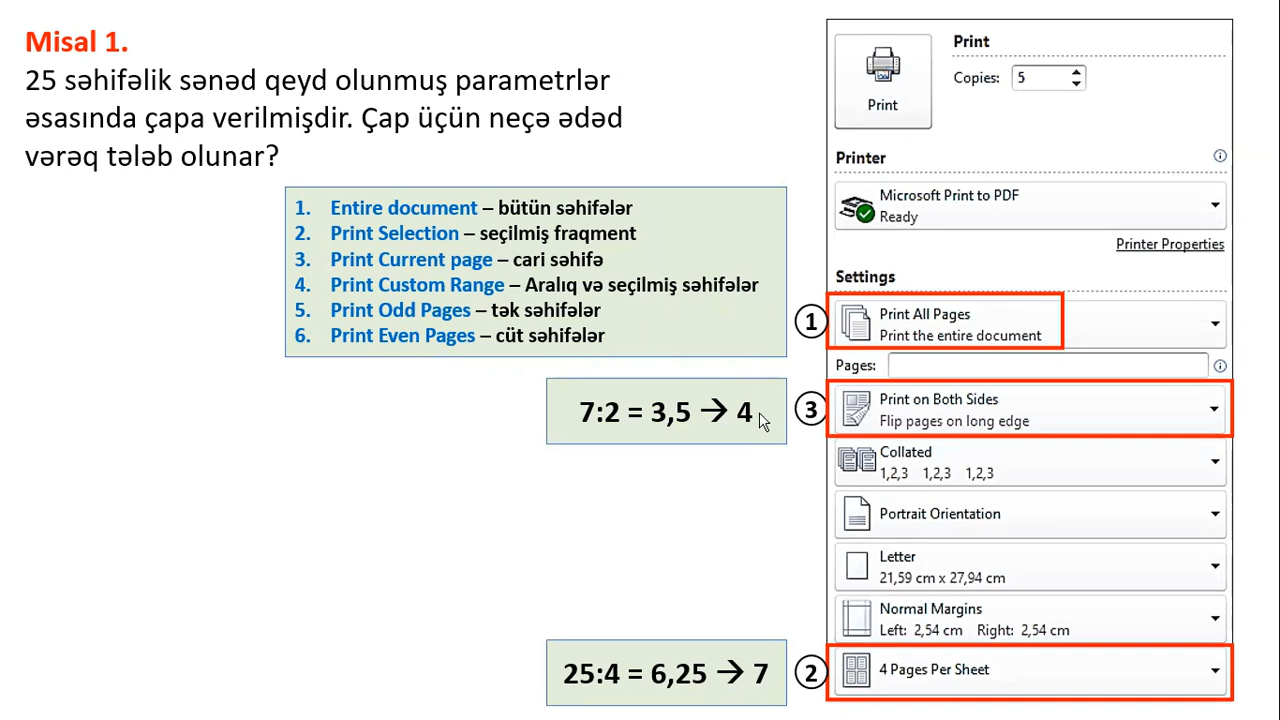 Misal 1.
25 səhifəlik sənəd qeyd olunmuş parametrlər
əsasında çapa verilmişdir. Çap üçün neçə ədəd
vərəq tələb olunar?
1. Entire document – bütün səhifələr
2. Print Selection – seçilmiş fraqment
3. Print Current page – cari səhifə
4. Print Custom Range – Aralıq və seçilmiş səhifələr
5. Print Odd Pages – tək səhifələr
6. Print Even Pages – cüt səhifələr
7:2 = 3,5 → 4
25:4 = 6,25 → 7
Print
Print
Copies: 5
Printer
Microsoft Print to PDF
Ready
Printer Properties
Settings
1
Print All Pages
Print the entire document
Pages:
3
Print on Both Sides
Flip pages on long edge
Collated
1,2,3 1,2,3 1,2,3
Portrait Orientation
Letter
21,59 cm x 27,94 cm
Normal Margins
Left: 2,54 cm Right: 2,54 cm
2
4 Pages Per Sheet